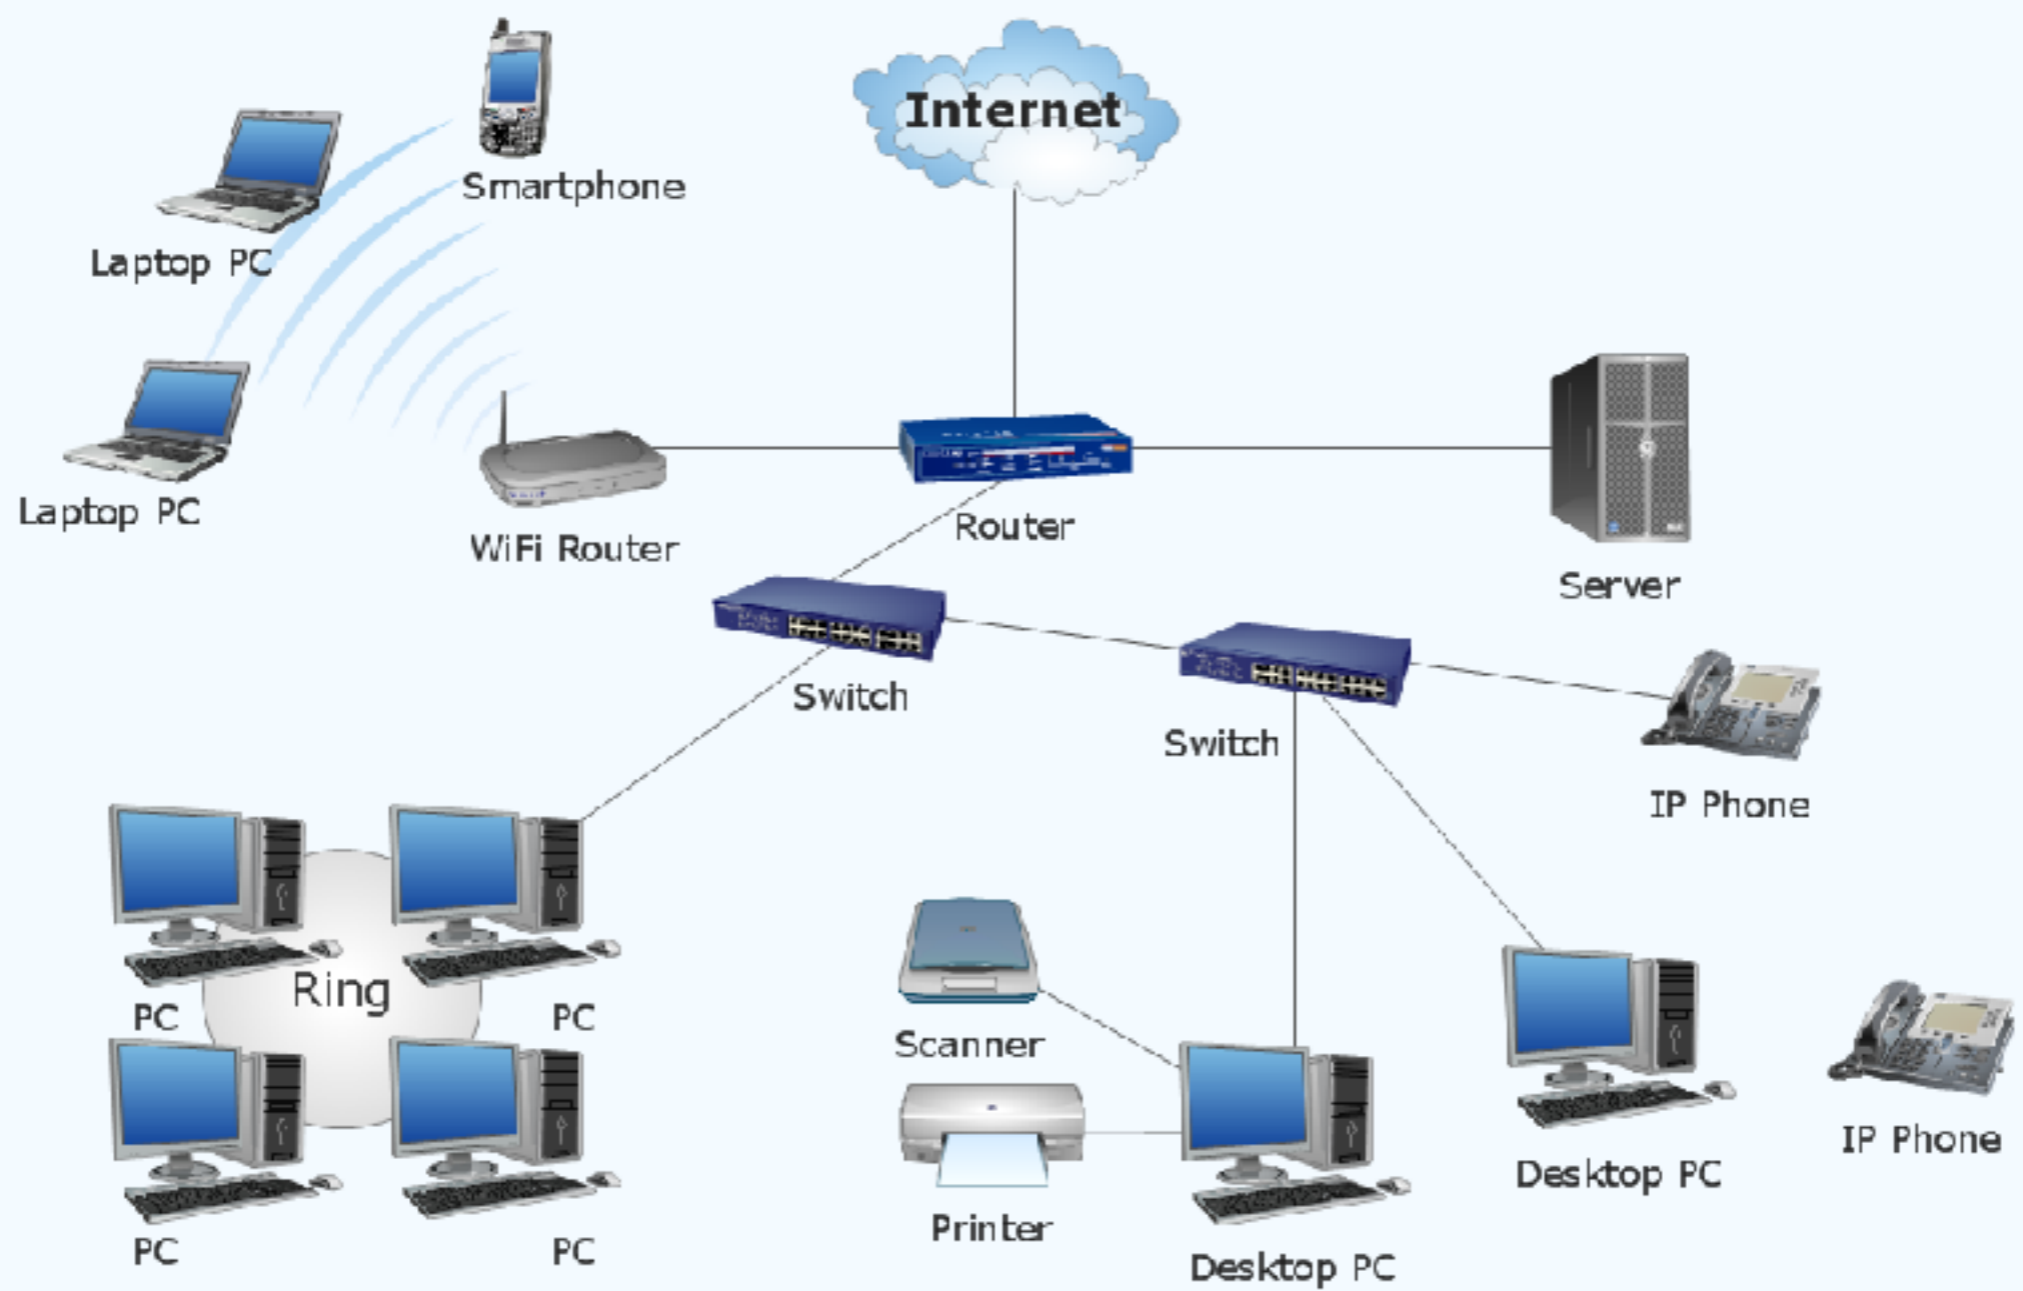 Internet
Smartphone
Laptop PC
Laptop PC
WiFi Router
Router
Server
Switch
Switch
IP Phone
Ring
PC
PC
Scanner
IP Phone
Desktop PC
Printer
PC
PC
Desktop PC